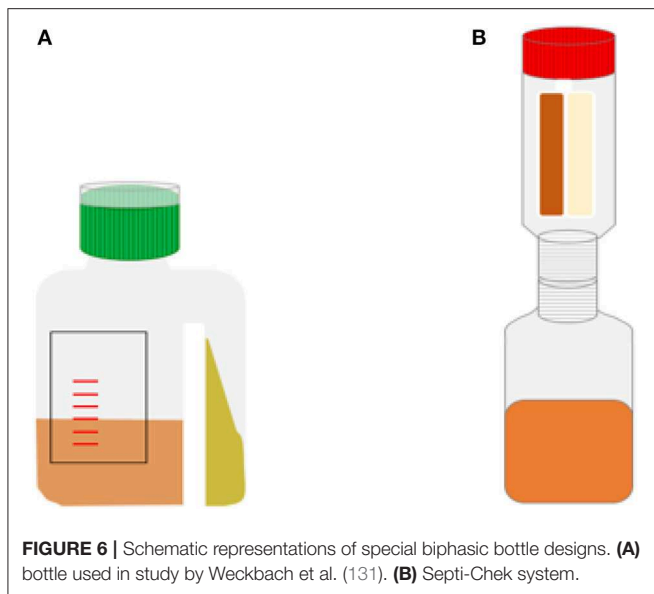 A
B
FIGURE 6 | Schematic representations of special biphasic bottle designs. (A)
bottle used in study by Weckbach et al. (131). (B) Septi-Chek system.